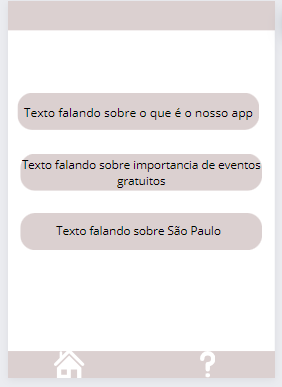 Texto falando sobre o que é o nosso app
Texto falando sobre importancia de eventos
gratuitos
Texto falando sobre São Paulo
?